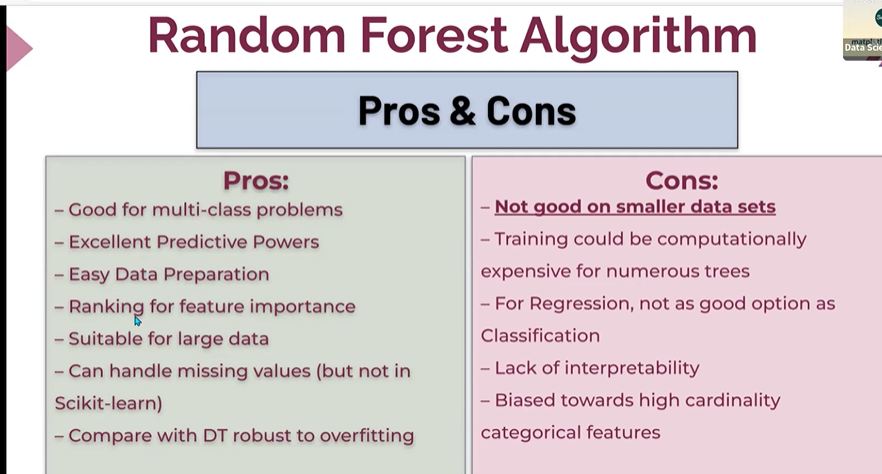 Random Forest Algorithm
Data Scie
Pros & Cons
Pros:
– Good for multi-class problems
– Excellent Predictive Powers
– Easy Data Preparation
– Ranking for feature importance
– Suitable for large data
– Can handle missing values (but not in
Scikit-learn)
– Compare with DT robust to overfitting
Cons:
– Not good on smaller data sets
– Training could be computationally
expensive for numerous trees
– For Regression, not as good option as
Classification
– Lack of interpretability
– Biased towards high cardinality
categorical features